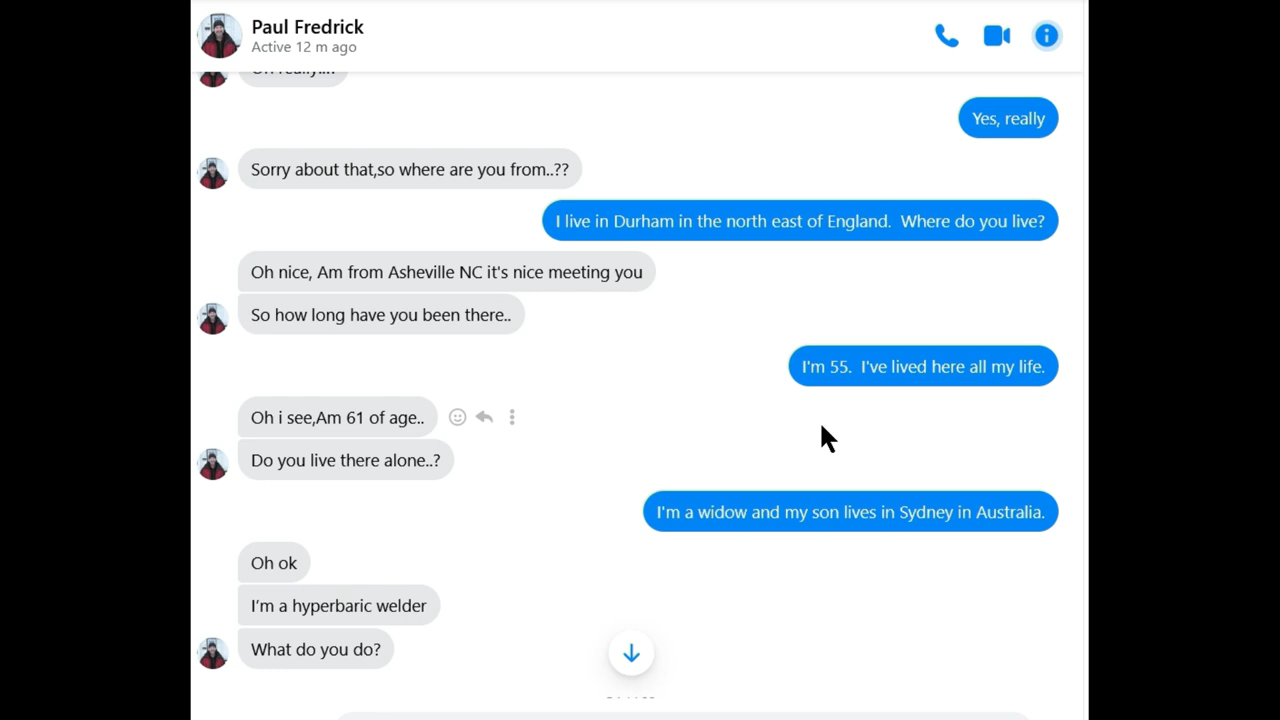 Paul Fredrick
Active 12 m ago
Oh really....
Yes, really
Sorry about that,so where are you from..??
I live in Durham in the north east of England.  Where do you live?
Oh nice, Am from Asheville NC it's nice meeting you
So how long have you been there..
I'm 55.  I've lived here all my life.
Oh i see,Am 61 of age..
Do you live there alone..?
I'm a widow and my son lives in Sydney in Australia.
Oh ok
I'm a hyperbaric welder
What do you do?